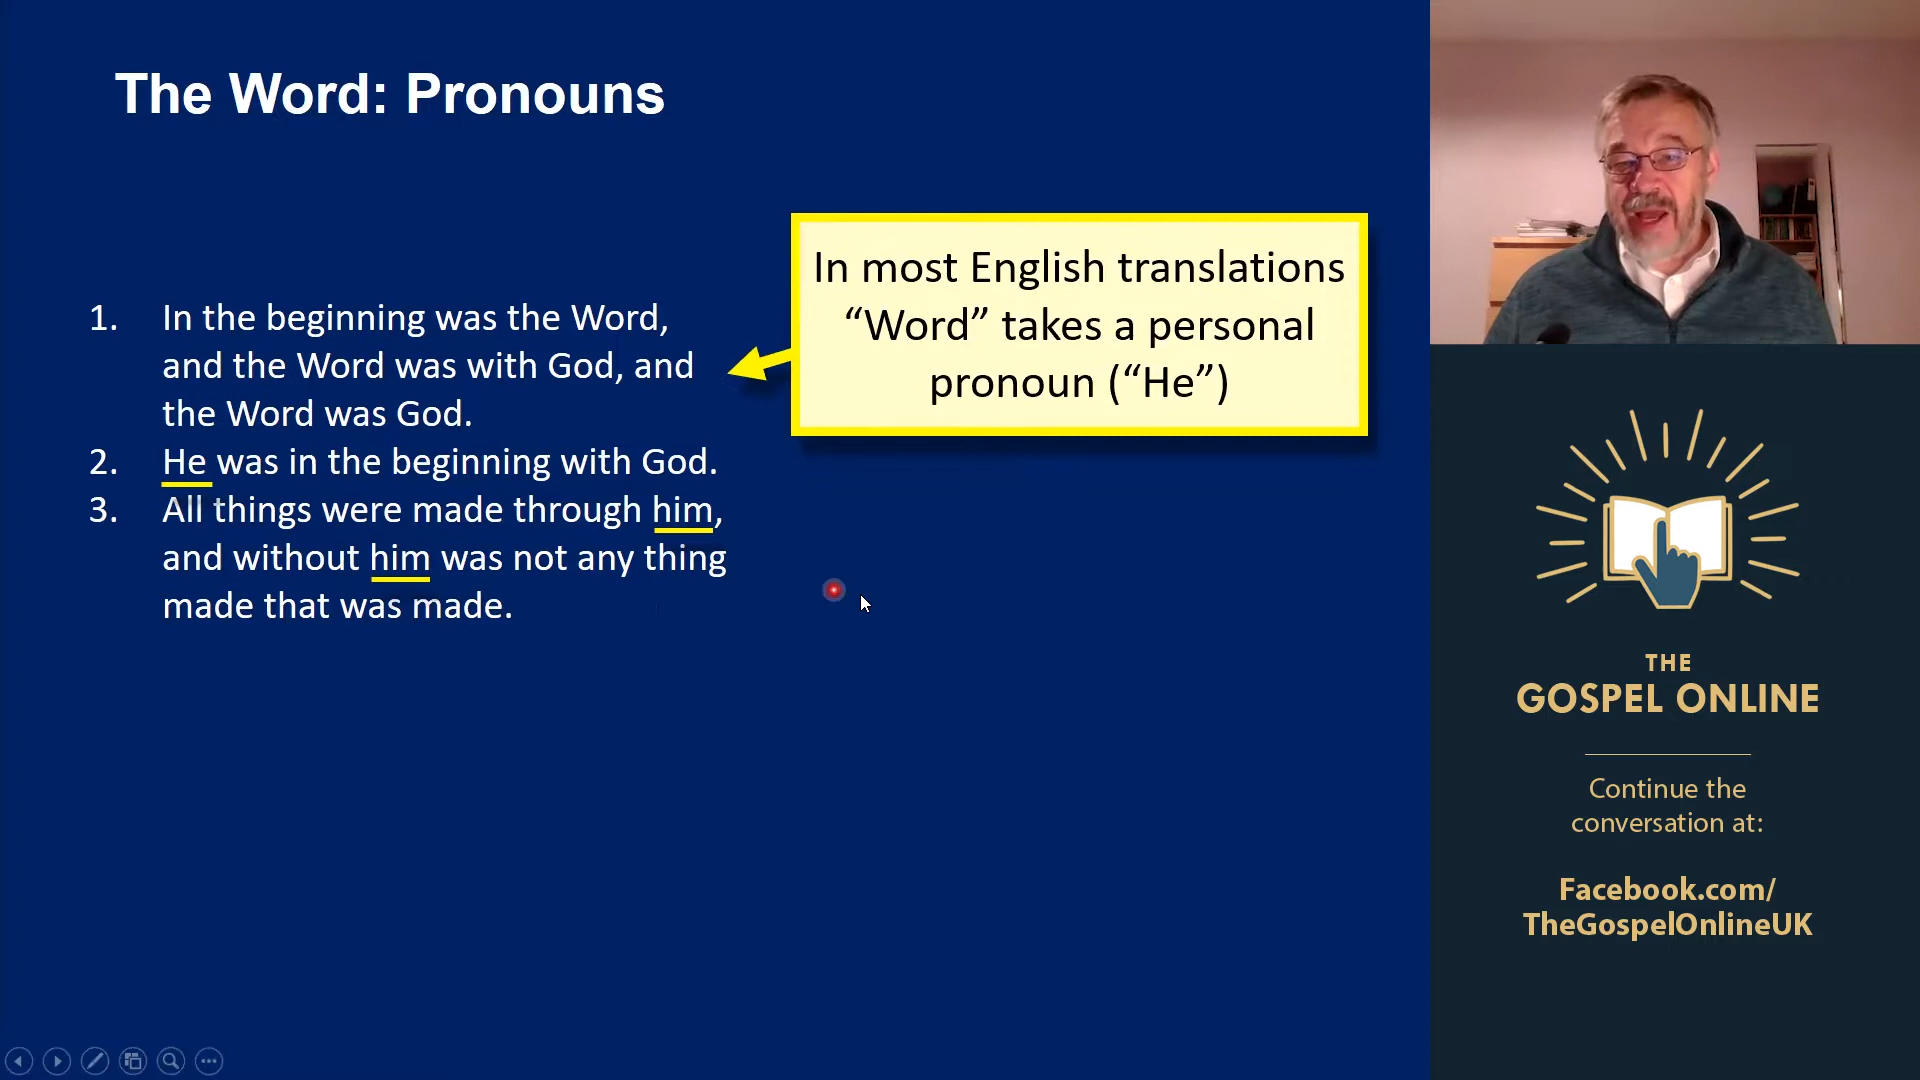 The Word: Pronouns
1. In the beginning was the Word,
and the Word was with God, and
the Word was God.
2. He was in the beginning with God.
3. All things were made through him,
and without him was not any thing
made that was made.
In most English translations
“Word” takes a personal
pronoun (“He”)
THE
GOSPEL ONLINE
Continue the
conversation at:
Facebook.com/
TheGospelOnlineUK